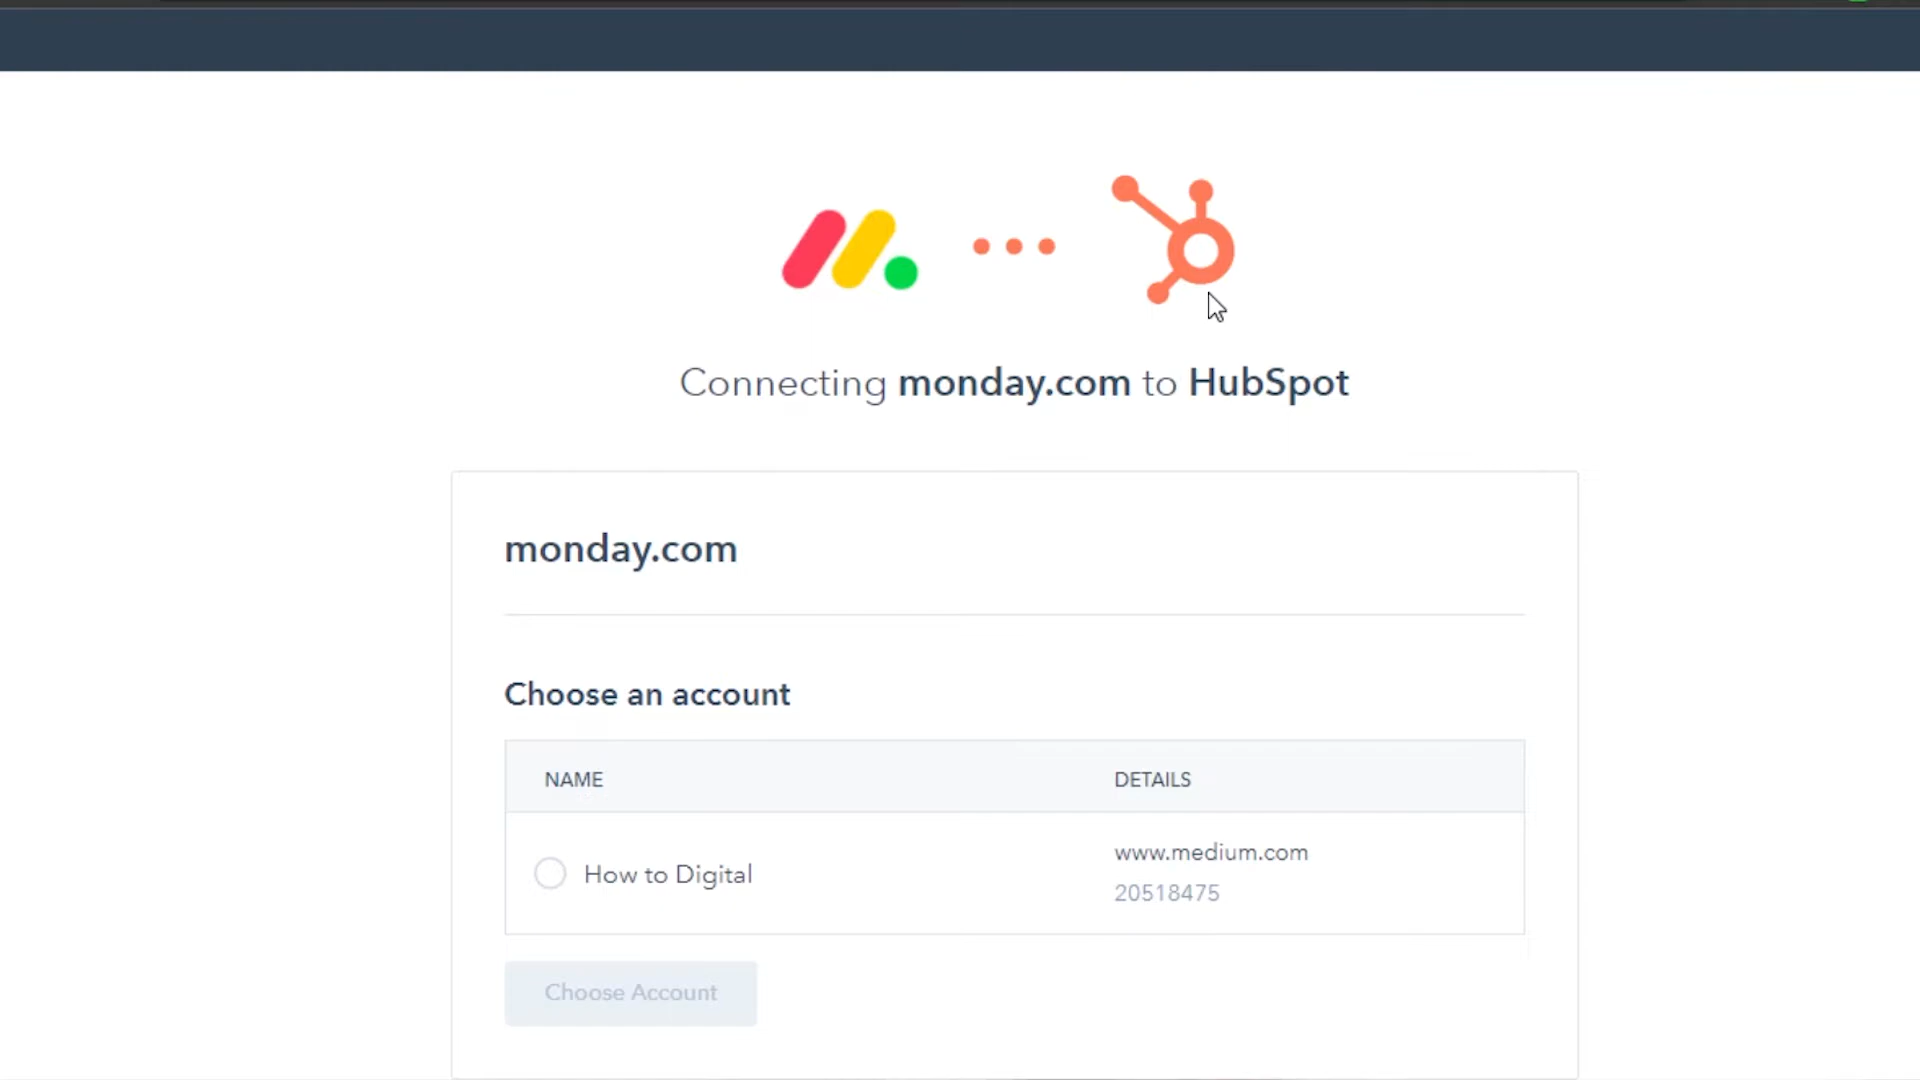 Connecting monday.com to HubSpot
monday.com
Choose an account
NAME
DETAILS
How to Digital
www.medium.com
20518475
Choose Account